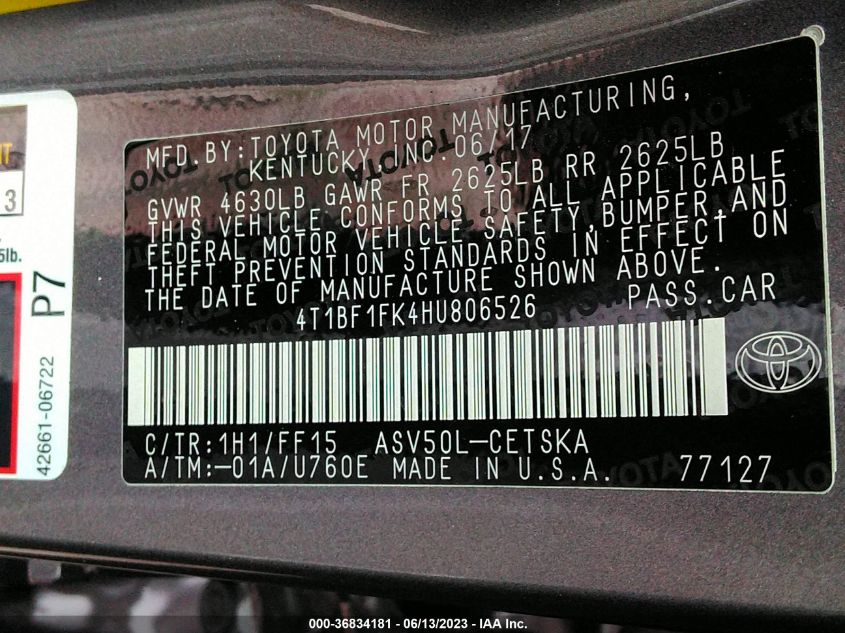 MFD.BY:TOYOTA MOTOR MANUFACTURING,
KENTUCKY, INC.06/17
GVWR 4630LB GAWR FR 2625LB RR 2625LB
THIS VEHICLE CONFORMS TO ALL APPLICABLE
FEDERAL MOTOR VEHICLE SAFETY,BUMPER,AND
THEFT PREVENTION STANDARDS IN EFFECT ON
THE DATE OF MANUFACTURE SHOWN ABOVE.
4T1BF1FK4HU806526 PASS.CAR
C/TR:1H1/FF15 ASV50L-CETSKA
A/TM:-01A/U760E MADE IN U.S.A. 77127
3
5lb.
P7
42661-06722
000-36834181 - 06/13/2023 - IAA Inc.